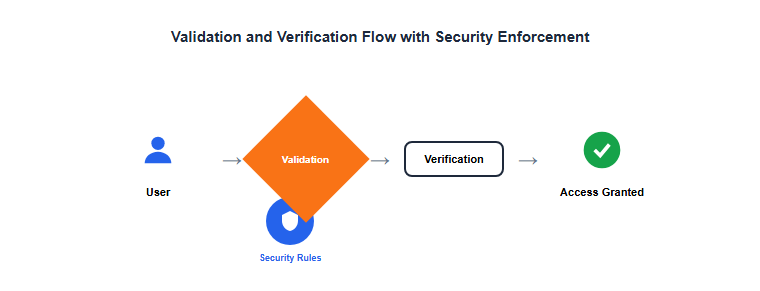 Validation and Verification Flow with Security Enforcement
Validation
Verification
User
Access Granted
Security Rules